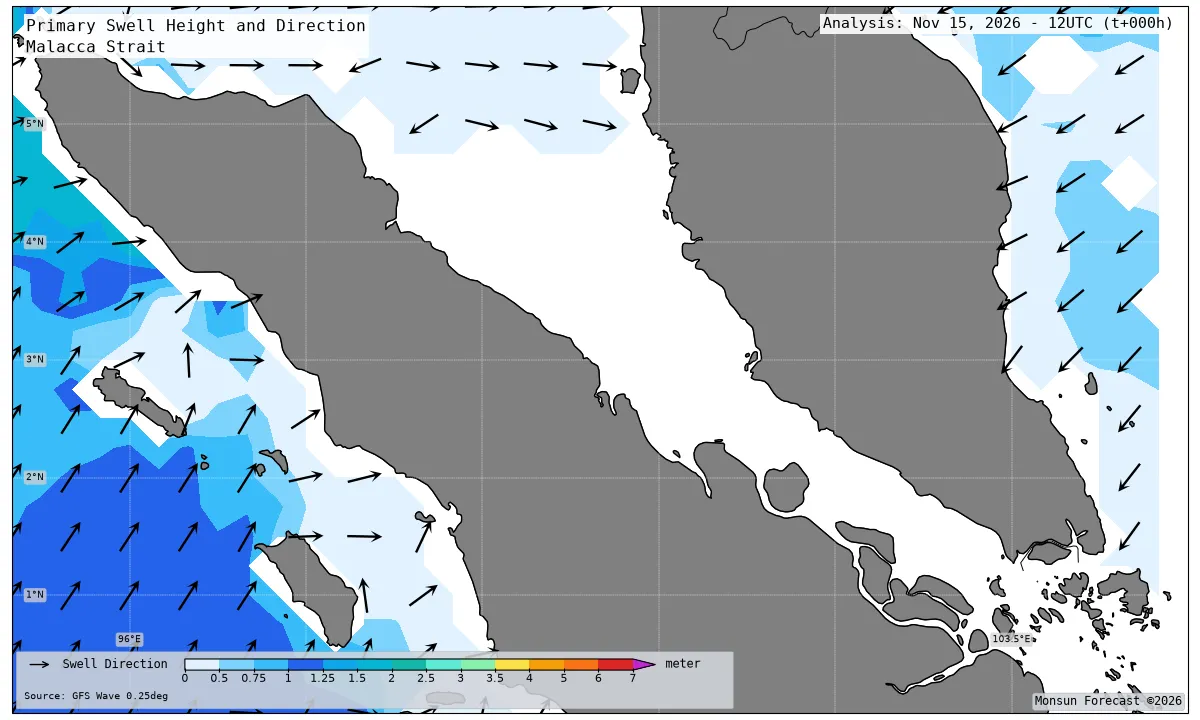 Primary Swell Height and Direction
Malacca Strait
Analysis: Nov 15, 2026 - 12UTC (t+000h)
5°N
4°N
3°N
2°N
1°N
96°E
103.5°E
Swell Direction
meter
0 0.5 0.75 1 1.25 1.5 2 2.5 3 3.5 4 5 6 7
Source: GFS Wave 0.25deg
Monsun Forecast ©2026